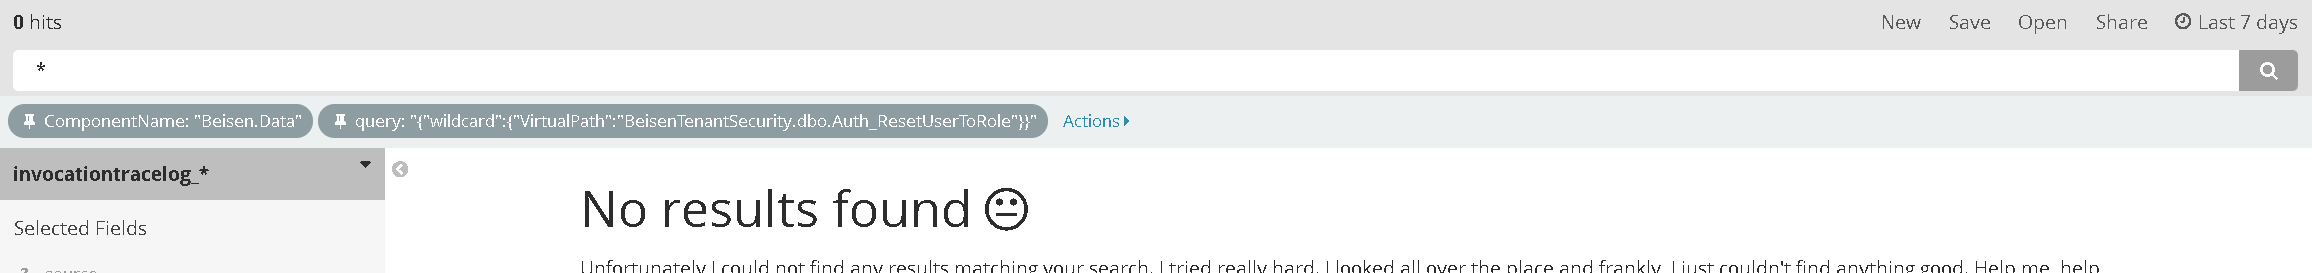 0 hits New Save Open Share Last 7 days
*
ComponentName: "Beisen.Data" query: "{"wildcard":{"VirtualPath":"BeisenTenantSecurity.dbo.Auth_ResetUserToRole"}}" Actions
invocationtracelog_*
No results found
Selected Fields
? _source
Unfortunately I could not find any results matching your search. I tried really hard. I looked all over the place and frankly, I just couldn't find anything good. Help me, help